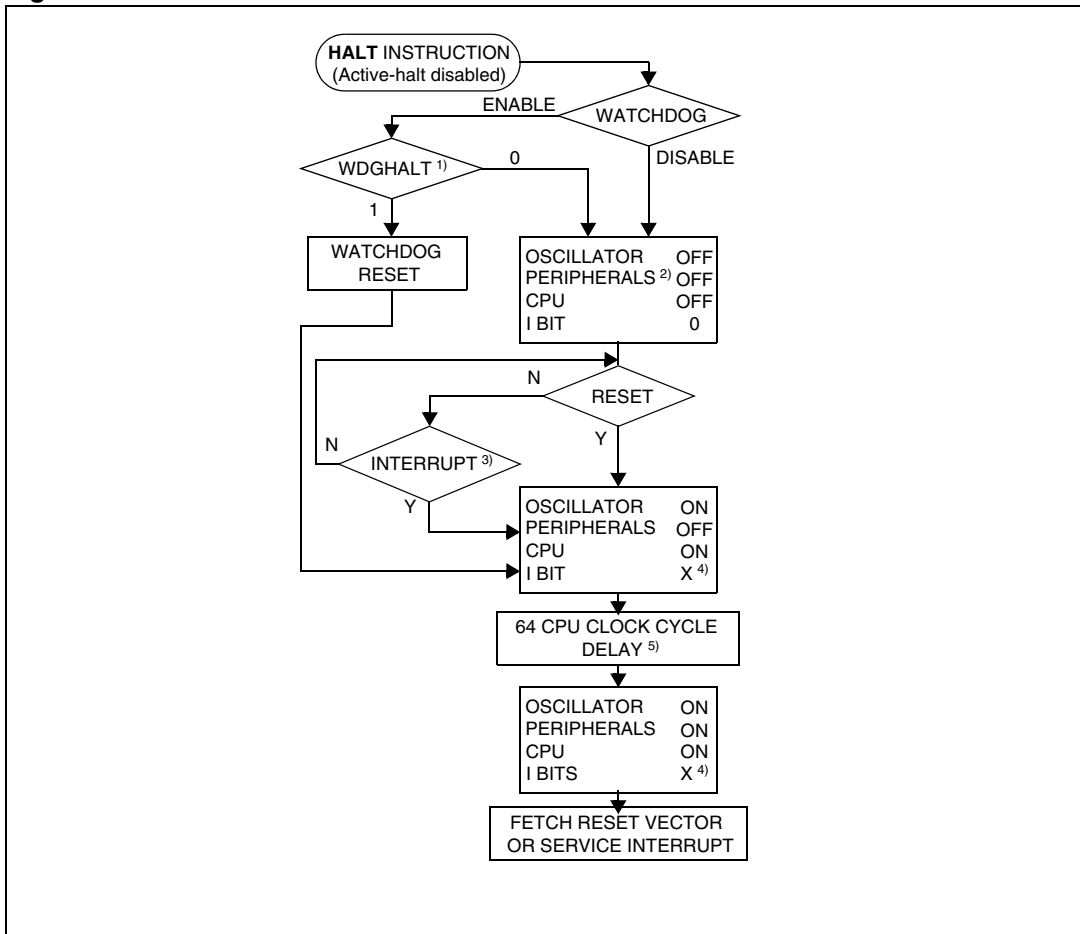 HALT INSTRUCTION
(Active-halt disabled)
ENABLE
WATCHDOG
DISABLE
WDGHALT 1)
0
1
WATCHDOG
RESET
OSCILLATOR OFF
PERIPHERALS 2) OFF
CPU OFF
I BIT 0
N
RESET
Y
N
INTERRUPT 3)
Y
OSCILLATOR ON
PERIPHERALS OFF
CPU ON
I BIT X 4)
64 CPU CLOCK CYCLE
DELAY 5)
OSCILLATOR ON
PERIPHERALS ON
CPU ON
I BITS X 4)
FETCH RESET VECTOR
OR SERVICE INTERRUPT